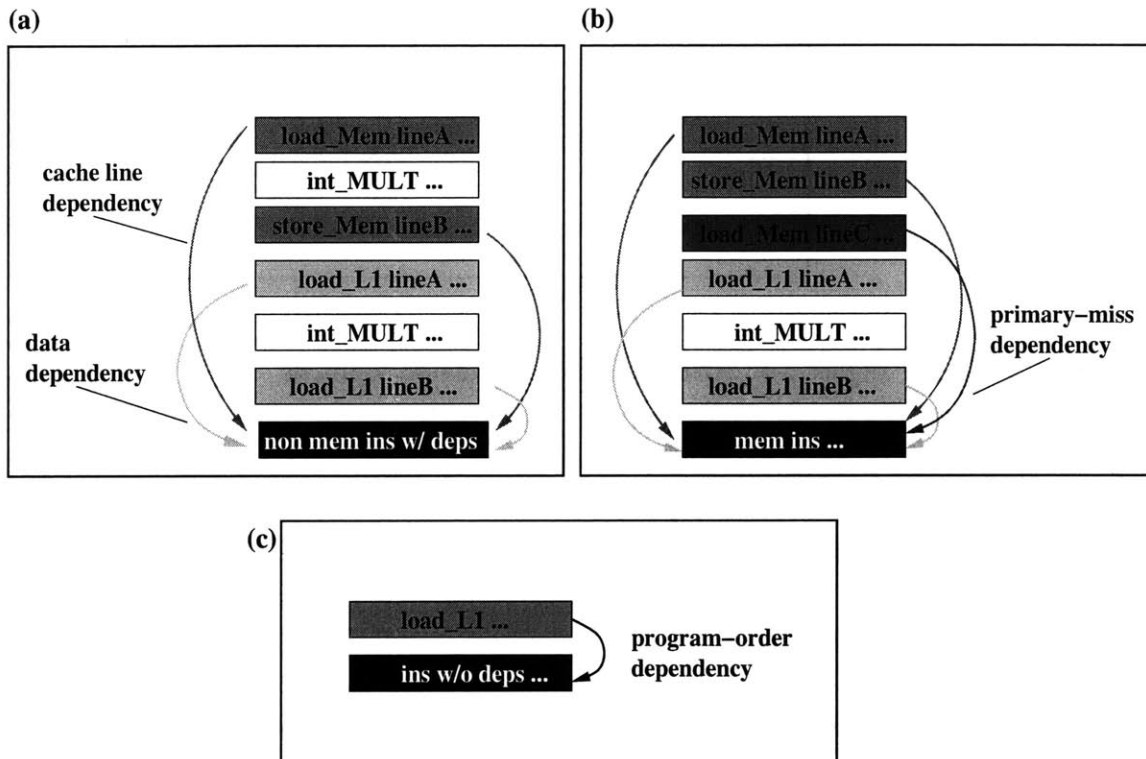 (a)
load_Mem lineA ...
int_MULT ...
store_Mem lineB ...
load_L1 lineA ...
int_MULT ...
load_L1 lineB ...
non mem ins w/ deps
cache line
dependency
data
dependency
(b)
load_Mem lineA ...
store_Mem lineB ...
load_Mem lineC ...
load_L1 lineA ...
int_MULT ...
load_L1 lineB ...
mem ins ...
primary-miss
dependency
(c)
load_L1 ...
ins w/o deps ...
program-order
dependency